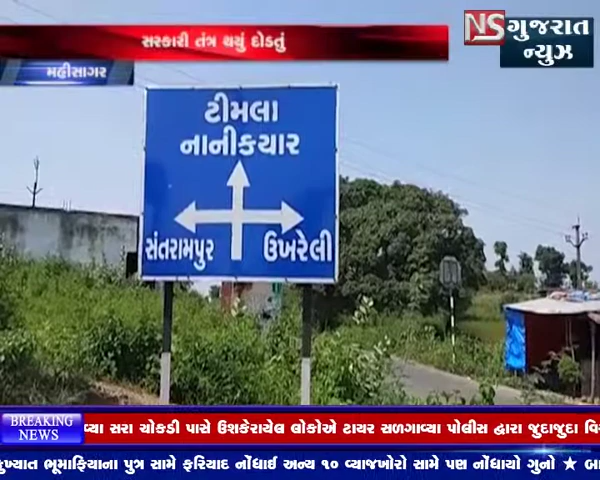 NS ગુજરાત ન્યુઝ
સરકારી તંત્ર થયું દોડતું
મહીસાગર
ટીમલા
નાનીકયાર
સંતરામપુર
ઉખરેલી
BREAKING NEWS
સરા ચોકડી પાસે ઉશ્કેરાયેલ લોકોએ ટાયર સળગાવ્યા પોલીસ દ્વારા જુદાજુદા
ભૂમાફિયાના પુત્ર સામે ફરિયાદ નોંધાઈ અન્ય ૧૦ વ્યાજખોરો સામે પણ નોંધાયો ગુનો ★